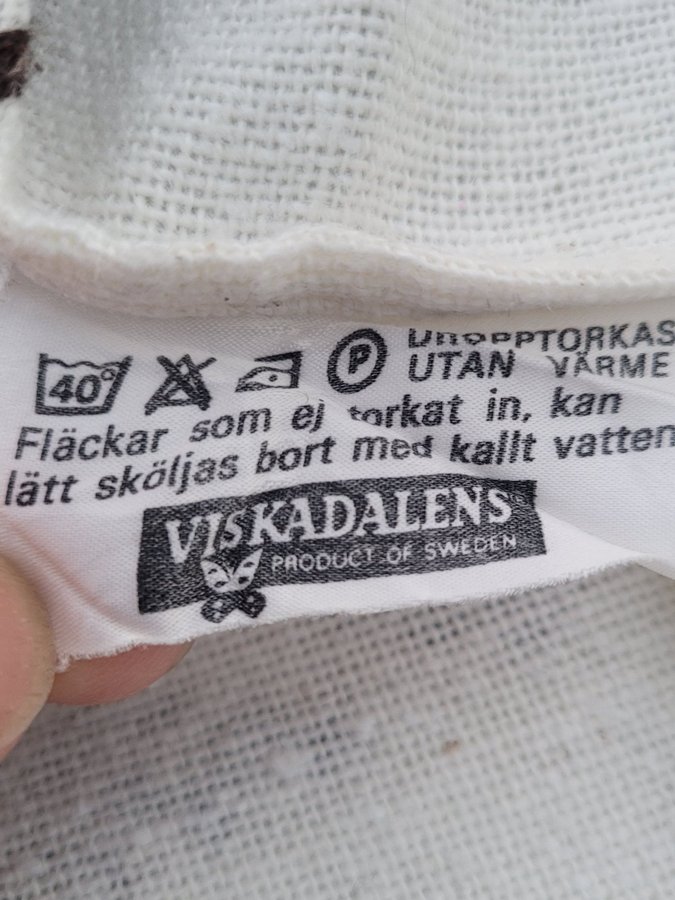 40° P DROPPTORKAS
UTAN VÄRME
Fläckar som ej torkat in, kan
lätt sköljas bort med kallt vatten
VISKADALENS
PRODUCT OF SWEDEN